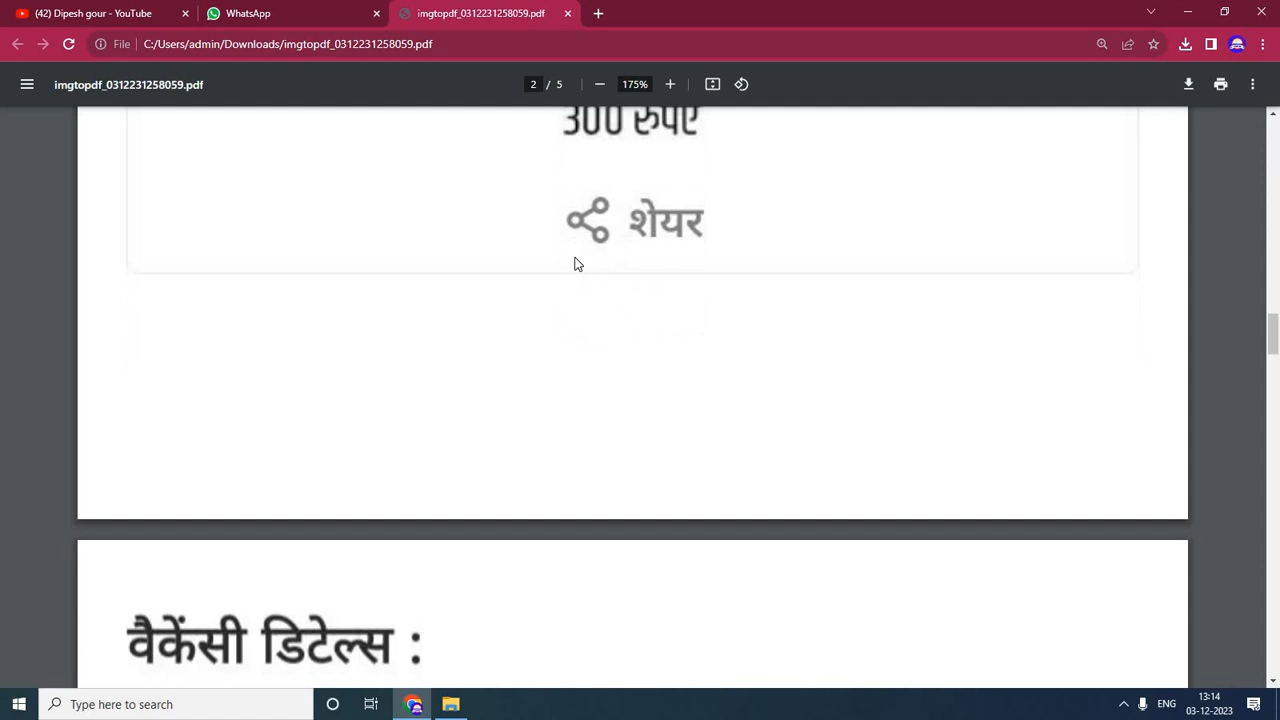 (42) Dipesh gour - YouTube
WhatsApp
imgtopdf_0312231258059.pdf
File
C:/Users/admin/Downloads/imgtopdf_0312231258059.pdf
imgtopdf_0312231258059.pdf
2 / 5
175%
300 रुपए
शेयर
वैकेंसी डिटेल्स :
Type here to search
ENG
13:14
03-12-2023